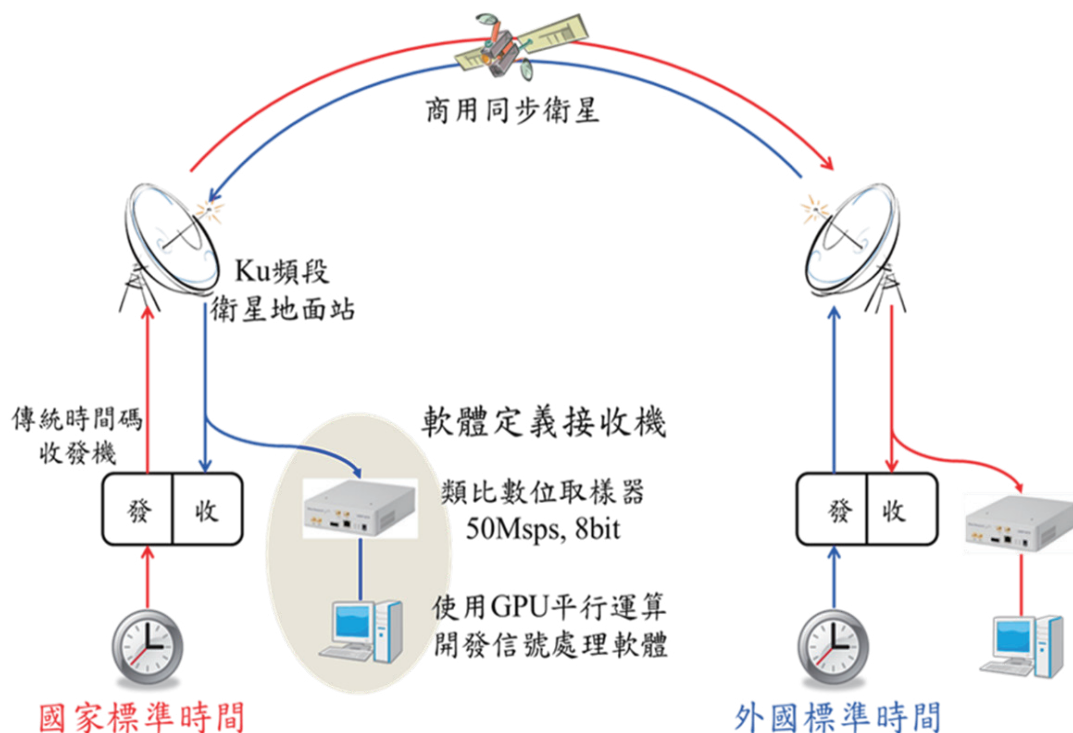 商用同步衛星
Ku頻段
衛星地面站
傳統時間碼
收發機
軟體定義接收機
發
收
類比數位取樣器
50Msps, 8bit
使用GPU平行運算
開發信號處理軟體
國家標準時間
發
收
外國標準時間